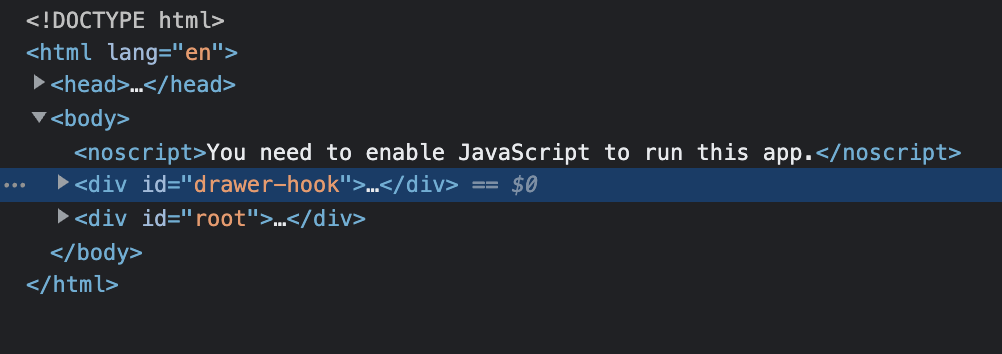 <!DOCTYPE html>
<html lang="en">
<head>…</head>
<body>
<noscript>You need to enable JavaScript to run this app.</noscript>
<div id="drawer-hook">…</div> == $0
<div id="root">…</div>
</body>
</html>